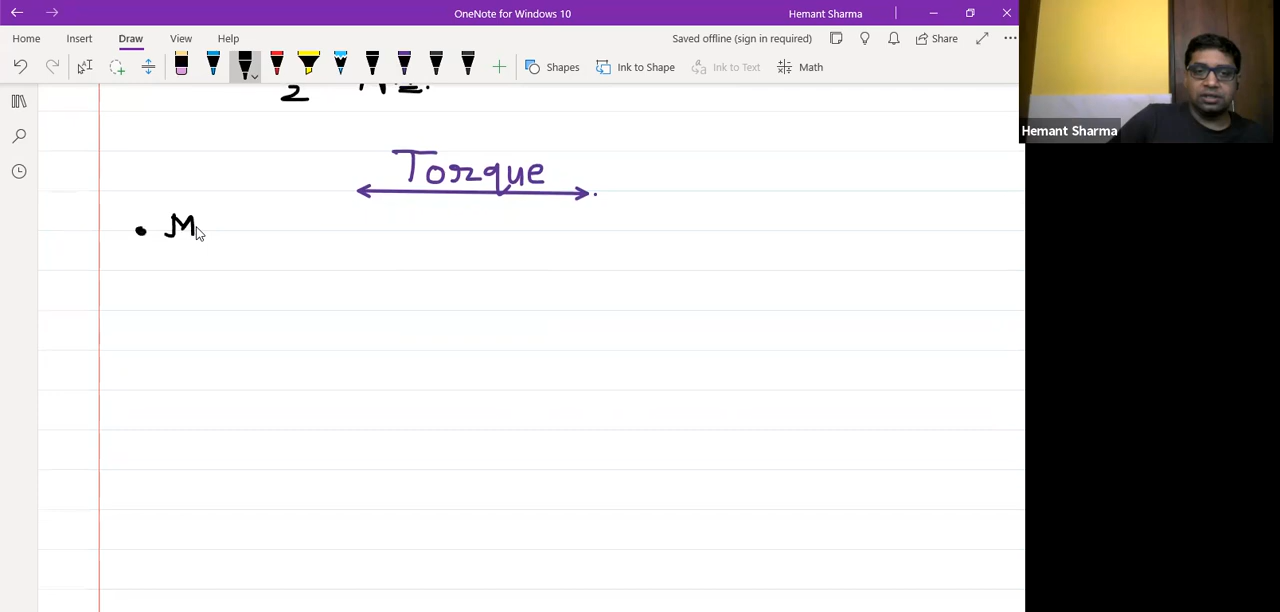 OneNote for Windows 10
Hemant Sharma
Home Insert Draw View Help
Saved offline (sign in required)
Share
Shapes
Ink to Shape
Ink to Text
Math
Hemant Sharma
2
Torque
• M